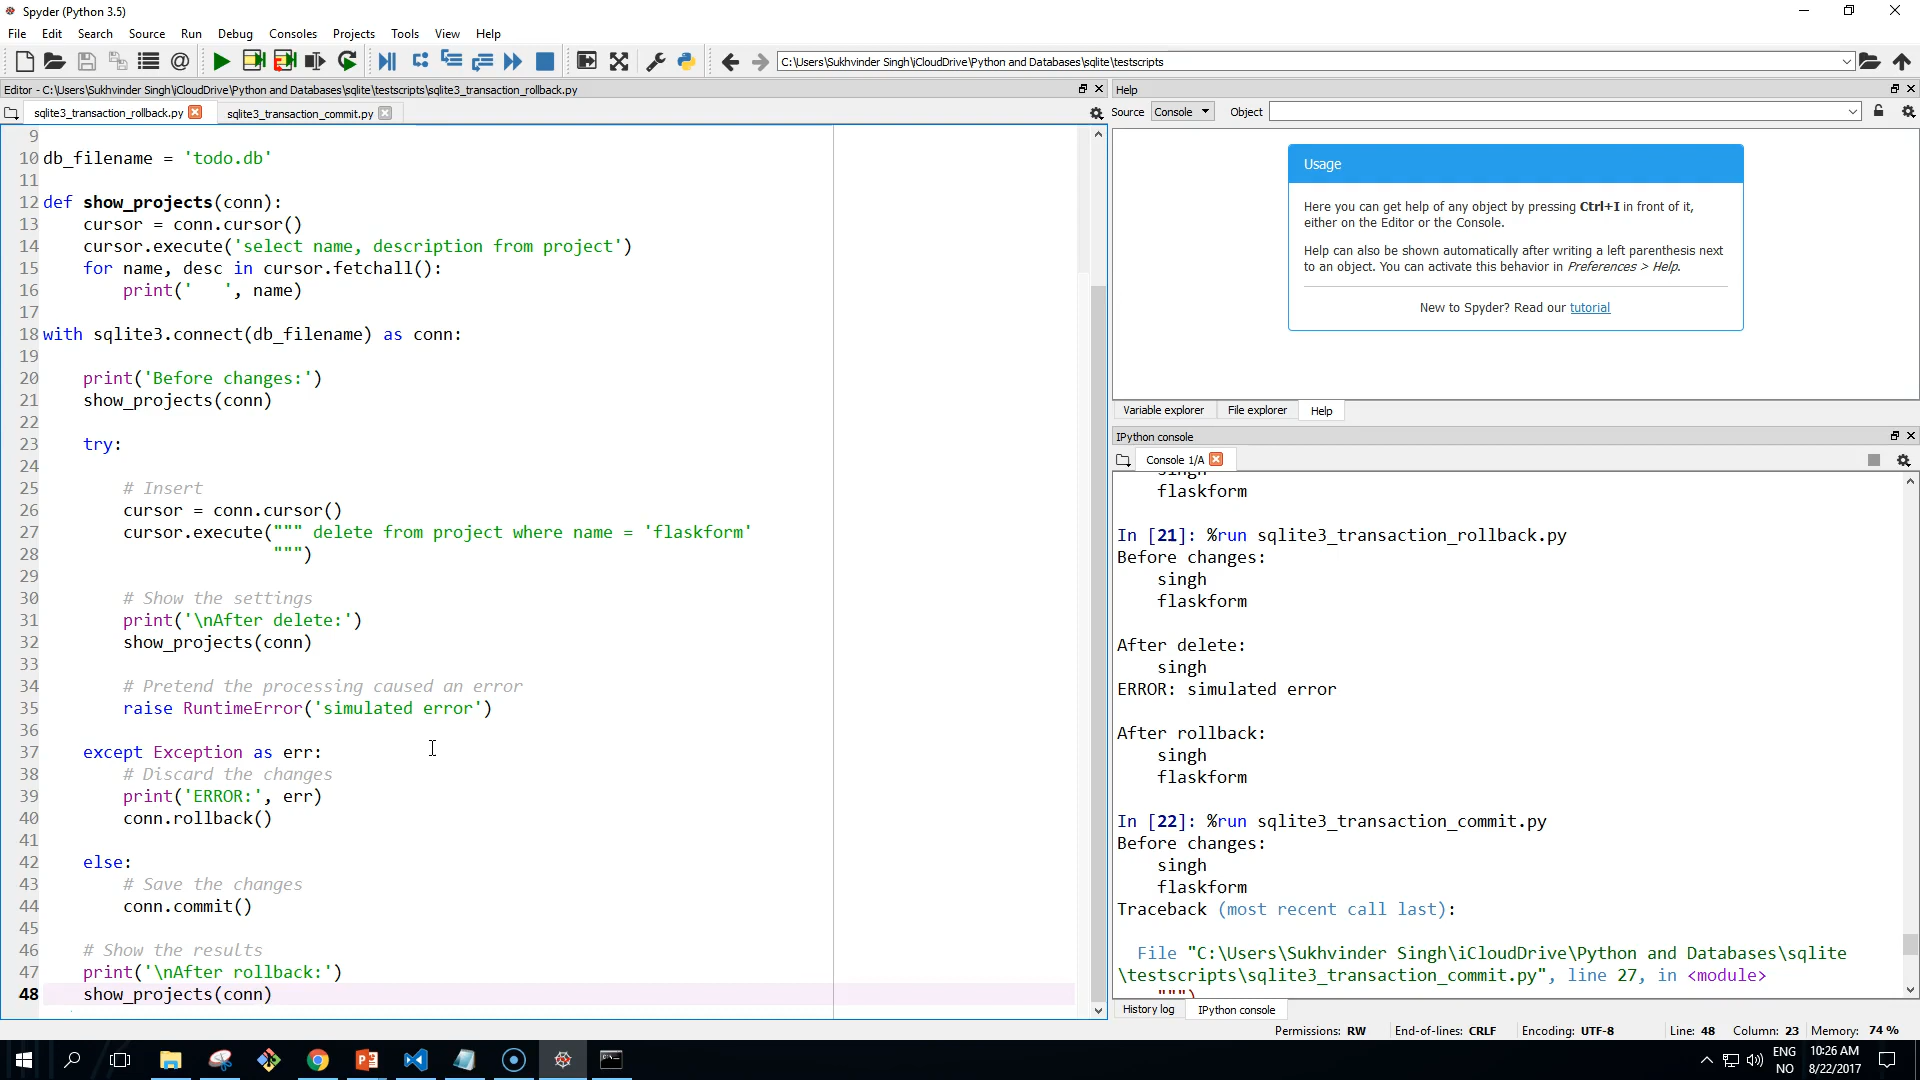 Spyder (Python 3.5)
File Edit Search Source Run Debug Consoles Projects Tools View Help
C:\Users\Sukhvinder Singh\iCloudDrive\Python and Databases\sqlite\testscripts
Editor - C:\Users\Sukhvinder Singh\iCloudDrive\Python and Databases\sqlite\testscripts\sqlite3_transaction_rollback.py
sqlite3_transaction_rollback.py sqlite3_transaction_commit.py
9
10 db_filename = 'todo.db'
11
12 def show_projects(conn):
13 cursor = conn.cursor()
14 cursor.execute('select name, description from project')
15 for name, desc in cursor.fetchall():
16 print('   ', name)
17
18 with sqlite3.connect(db_filename) as conn:
19
20 print('Before changes:')
21 show_projects(conn)
22
23 try:
24
25 # Insert
26 cursor = conn.cursor()
27 cursor.execute(""" delete from project where name = 'flaskform'
28 """)
29
30 # Show the settings
31 print('\nAfter delete:')
32 show_projects(conn)
33
34 # Pretend the processing caused an error
35 raise RuntimeError('simulated error')
36
37 except Exception as err:
38 # Discard the changes
39 print('ERROR:', err)
40 conn.rollback()
41
42 else:
43 # Save the changes
44 conn.commit()
45
46 # Show the results
47 print('\nAfter rollback:')
48 show_projects(conn)
Help
Source Console Object
Usage
Here you can get help of any object by pressing Ctrl+I in front of it,
either on the Editor or the Console.
Help can also be shown automatically after writing a left parenthesis next
to an object. You can activate this behavior in Preferences > Help.
New to Spyder? Read our tutorial
Variable explorer File explorer Help
IPython console
Console 1/A
singh
flaskform
In [21]: %run sqlite3_transaction_rollback.py
Before changes:
singh
flaskform
After delete:
singh
ERROR: simulated error
After rollback:
singh
flaskform
In [22]: %run sqlite3_transaction_commit.py
Before changes:
singh
flaskform
Traceback (most recent call last):
File "C:\Users\Sukhvinder Singh\iCloudDrive\Python and Databases\sqlite
\testscripts\sqlite3_transaction_commit.py", line 27, in <module>
""")
History log IPython console
Permissions: RW End-of-lines: CRLF Encoding: UTF-8 Line: 48 Column: 23 Memory: 74 %
ENG
NO
10:26 AM
8/22/2017